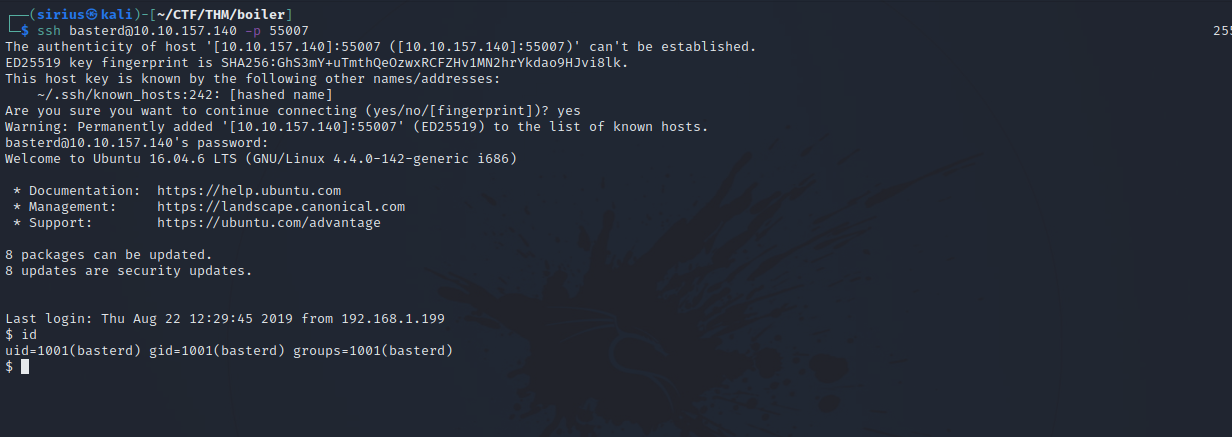 ┌──(sirius㉿kali)-[~/CTF/THM/boiler]
└─$ ssh basterd@10.10.157.140 -p 55007 255
The authenticity of host '[10.10.157.140]:55007 ([10.10.157.140]:55007)' can't be established.
ED25519 key fingerprint is SHA256:GhS3mY+uTmthQeOzwxRCFZHv1MN2hrYkdao9HJvi8lk.
This host key is known by the following other names/addresses:
    ~/.ssh/known_hosts:242: [hashed name]
Are you sure you want to continue connecting (yes/no/[fingerprint])? yes
Warning: Permanently added '[10.10.157.140]:55007' (ED25519) to the list of known hosts.
basterd@10.10.157.140's password:
Welcome to Ubuntu 16.04.6 LTS (GNU/Linux 4.4.0-142-generic i686)
 * Documentation:  https://help.ubuntu.com
 * Management:     https://landscape.canonical.com
 * Support:        https://ubuntu.com/advantage
8 packages can be updated.
8 updates are security updates.
Last login: Thu Aug 22 12:29:45 2019 from 192.168.1.199
$ id
uid=1001(basterd) gid=1001(basterd) groups=1001(basterd)
$